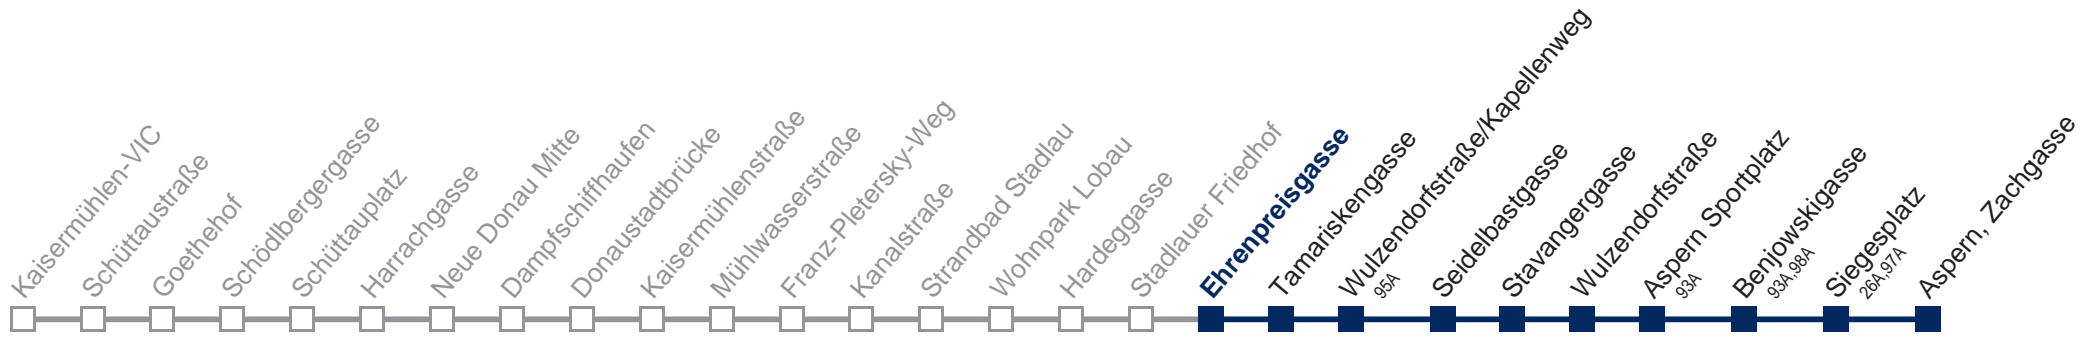 Kaisermühlen-VIC
Schüttaustraße
Goethehof
Schödlbergergasse
Schüttauplatz
Harrachgasse
Neue Donau Mitte
Dampfschiffhaufen
Donaustadtbrücke
Kaisermühlenstraße
Mühlwasserstraße
Franz-Pletersky-Weg
Kanalstraße
Strandbad Stadlau
Wohnpark Lobau
Hardeggasse
Stadlauer Friedhof
Ehrenpreisgasse
Tamariskengasse
Wulzendorfstraße/Kapellenweg
95A
Seidelbastgasse
Stavangergasse
Wulzendorfstraße
Aspern Sportplatz
93A
Benjowskigasse
93A,98A
Siegesplatz
26A,97A
Aspern, Zachgasse